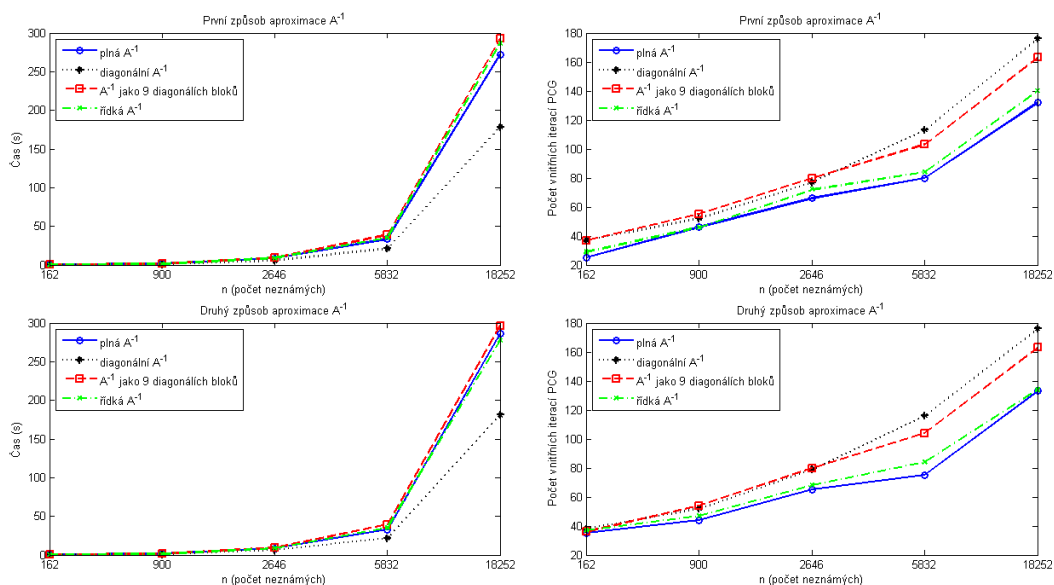 První způsob aproximace A⁻¹
300
250
200
150
100
50
0
Čas (s)
plná A⁻¹
diagonální A⁻¹
A⁻¹ jako 9 diagonálích bloků
řídká A⁻¹
162 900 2646 5832 18252
n (počet neznámých)
První způsob aproximace A⁻¹
180
160
140
120
100
80
60
40
20
Počet vnitřních iterací PCG
plná A⁻¹
diagonální A⁻¹
A⁻¹ jako 9 diagonálích bloků
řídká A⁻¹
162 900 2646 5832 18252
n (počet neznámých)
Druhý způsob aproximace A⁻¹
300
250
200
150
100
50
0
Čas (s)
plná A⁻¹
diagonální A⁻¹
A⁻¹ jako 9 diagonálích bloků
řídká A⁻¹
162 900 2646 5832 18252
n (počet neznámých)
Druhý způsob aproximace A⁻¹
180
160
140
120
100
80
60
40
20
Počet vnitřních iterací PCG
plná A⁻¹
diagonální A⁻¹
A⁻¹ jako 9 diagonálích bloků
řídká A⁻¹
162 900 2646 5832 18252
n (počet neznámých)